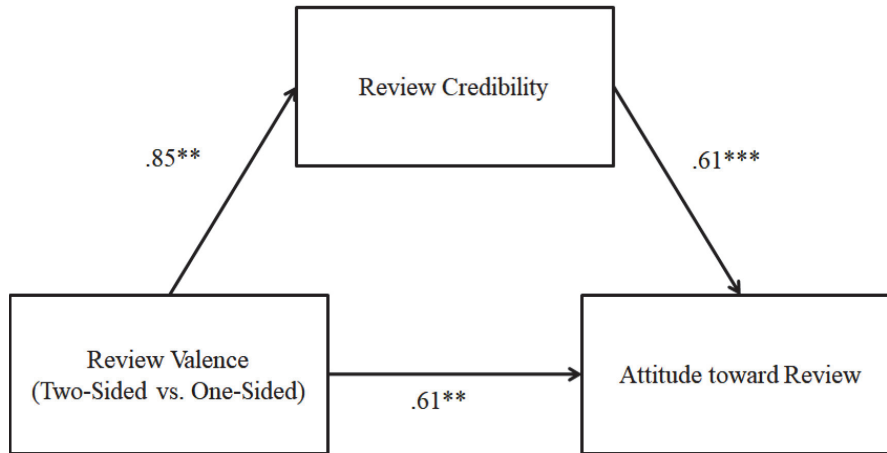 Review Credibility
.85**
.61***
Review Valence
(Two-Sided vs. One-Sided)
Attitude toward Review
.61**